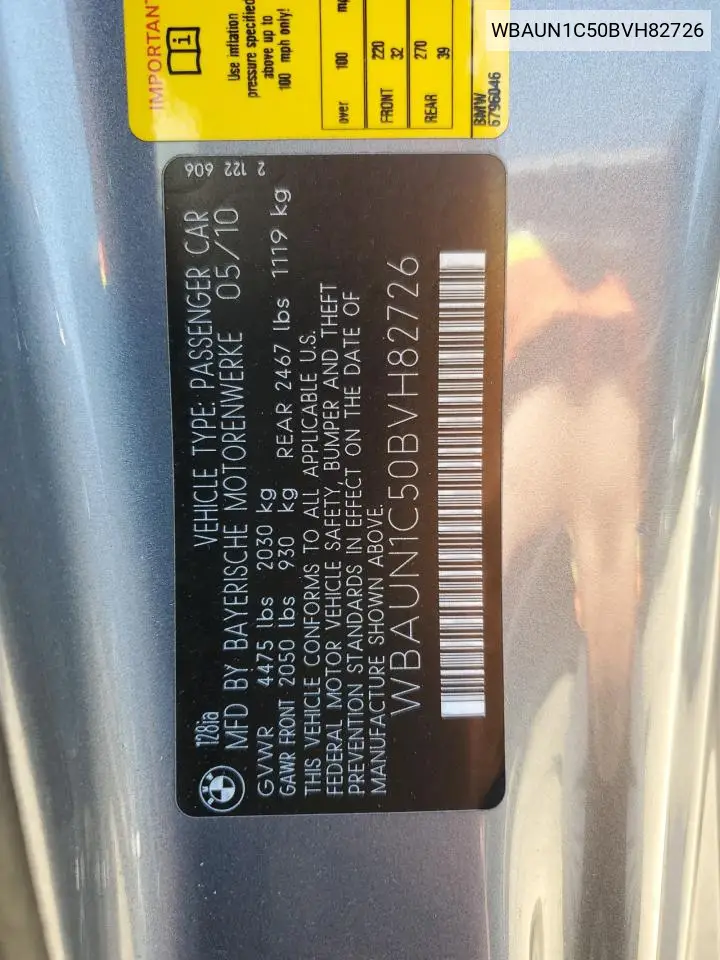 WBAUN1C50BVH82726
IMPORTAN
Use inflation
pressure specified
above up to
100 mph only!
over 100
FRONT 220
32
REAR 270
39
BMW
6796046
2 122 606
128ia VEHICLE TYPE: PASSENGER CAR
MFD BY BAYERISCHE MOTORENWERKE 05/10
GVWR 4475 lbs 2030 kg
GAWR FRONT 2050 lbs 930 kg REAR 2467 lbs 1119 kg
THIS VEHICLE CONFORMS TO ALL APPLICABLE U.S.
FEDERAL MOTOR VEHICLE SAFETY, BUMPER AND THEFT
PREVENTION STANDARDS IN EFFECT ON THE DATE OF
MANUFACTURE SHOWN ABOVE.
WBAUN1C50BVH82726
BMW